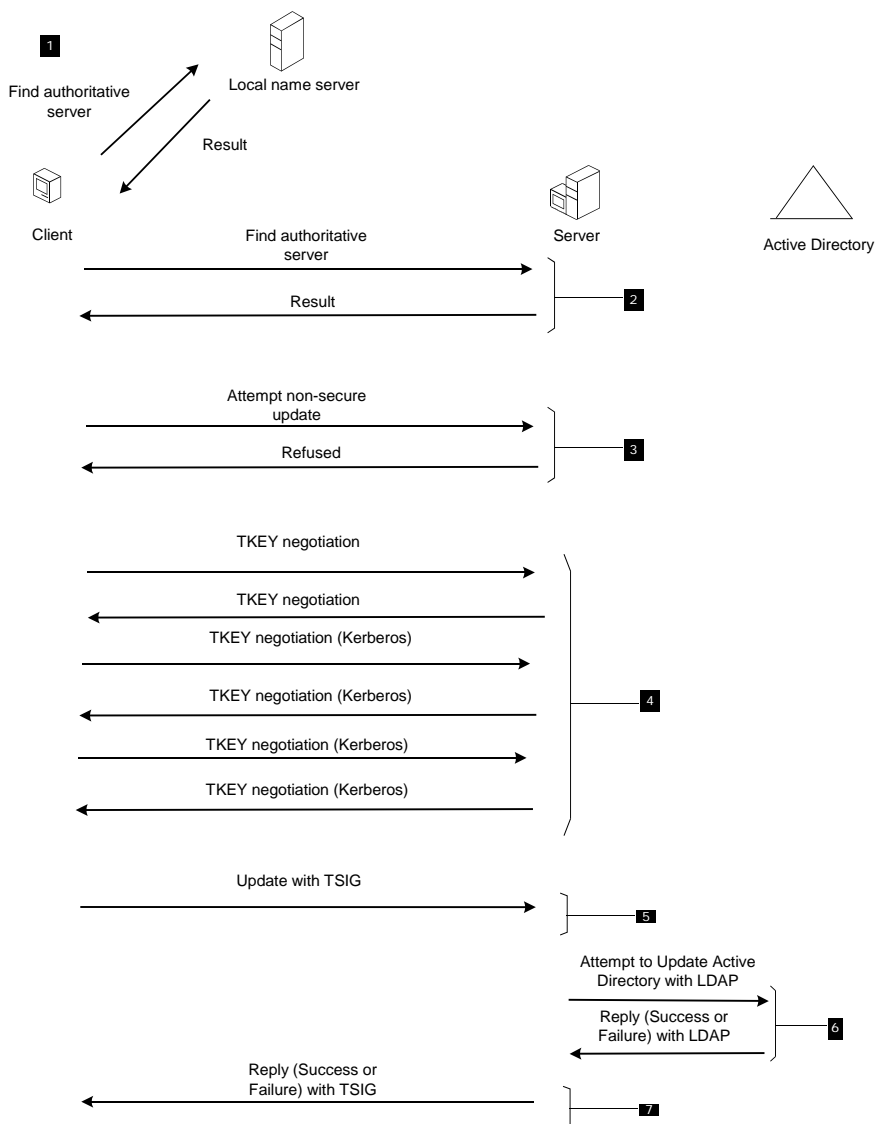 1
Find authoritative
server
Local name server
Result
Client
Server
Active Directory
Find authoritative
server
Result
2
Attempt non-secure
update
Refused
3
TKEY negotiation
TKEY negotiation
TKEY negotiation (Kerberos)
TKEY negotiation (Kerberos)
TKEY negotiation (Kerberos)
TKEY negotiation (Kerberos)
4
Update with TSIG
5
Attempt to Update Active
Directory with LDAP
Reply (Success or
Failure) with LDAP
6
Reply (Success or
Failure) with TSIG
7